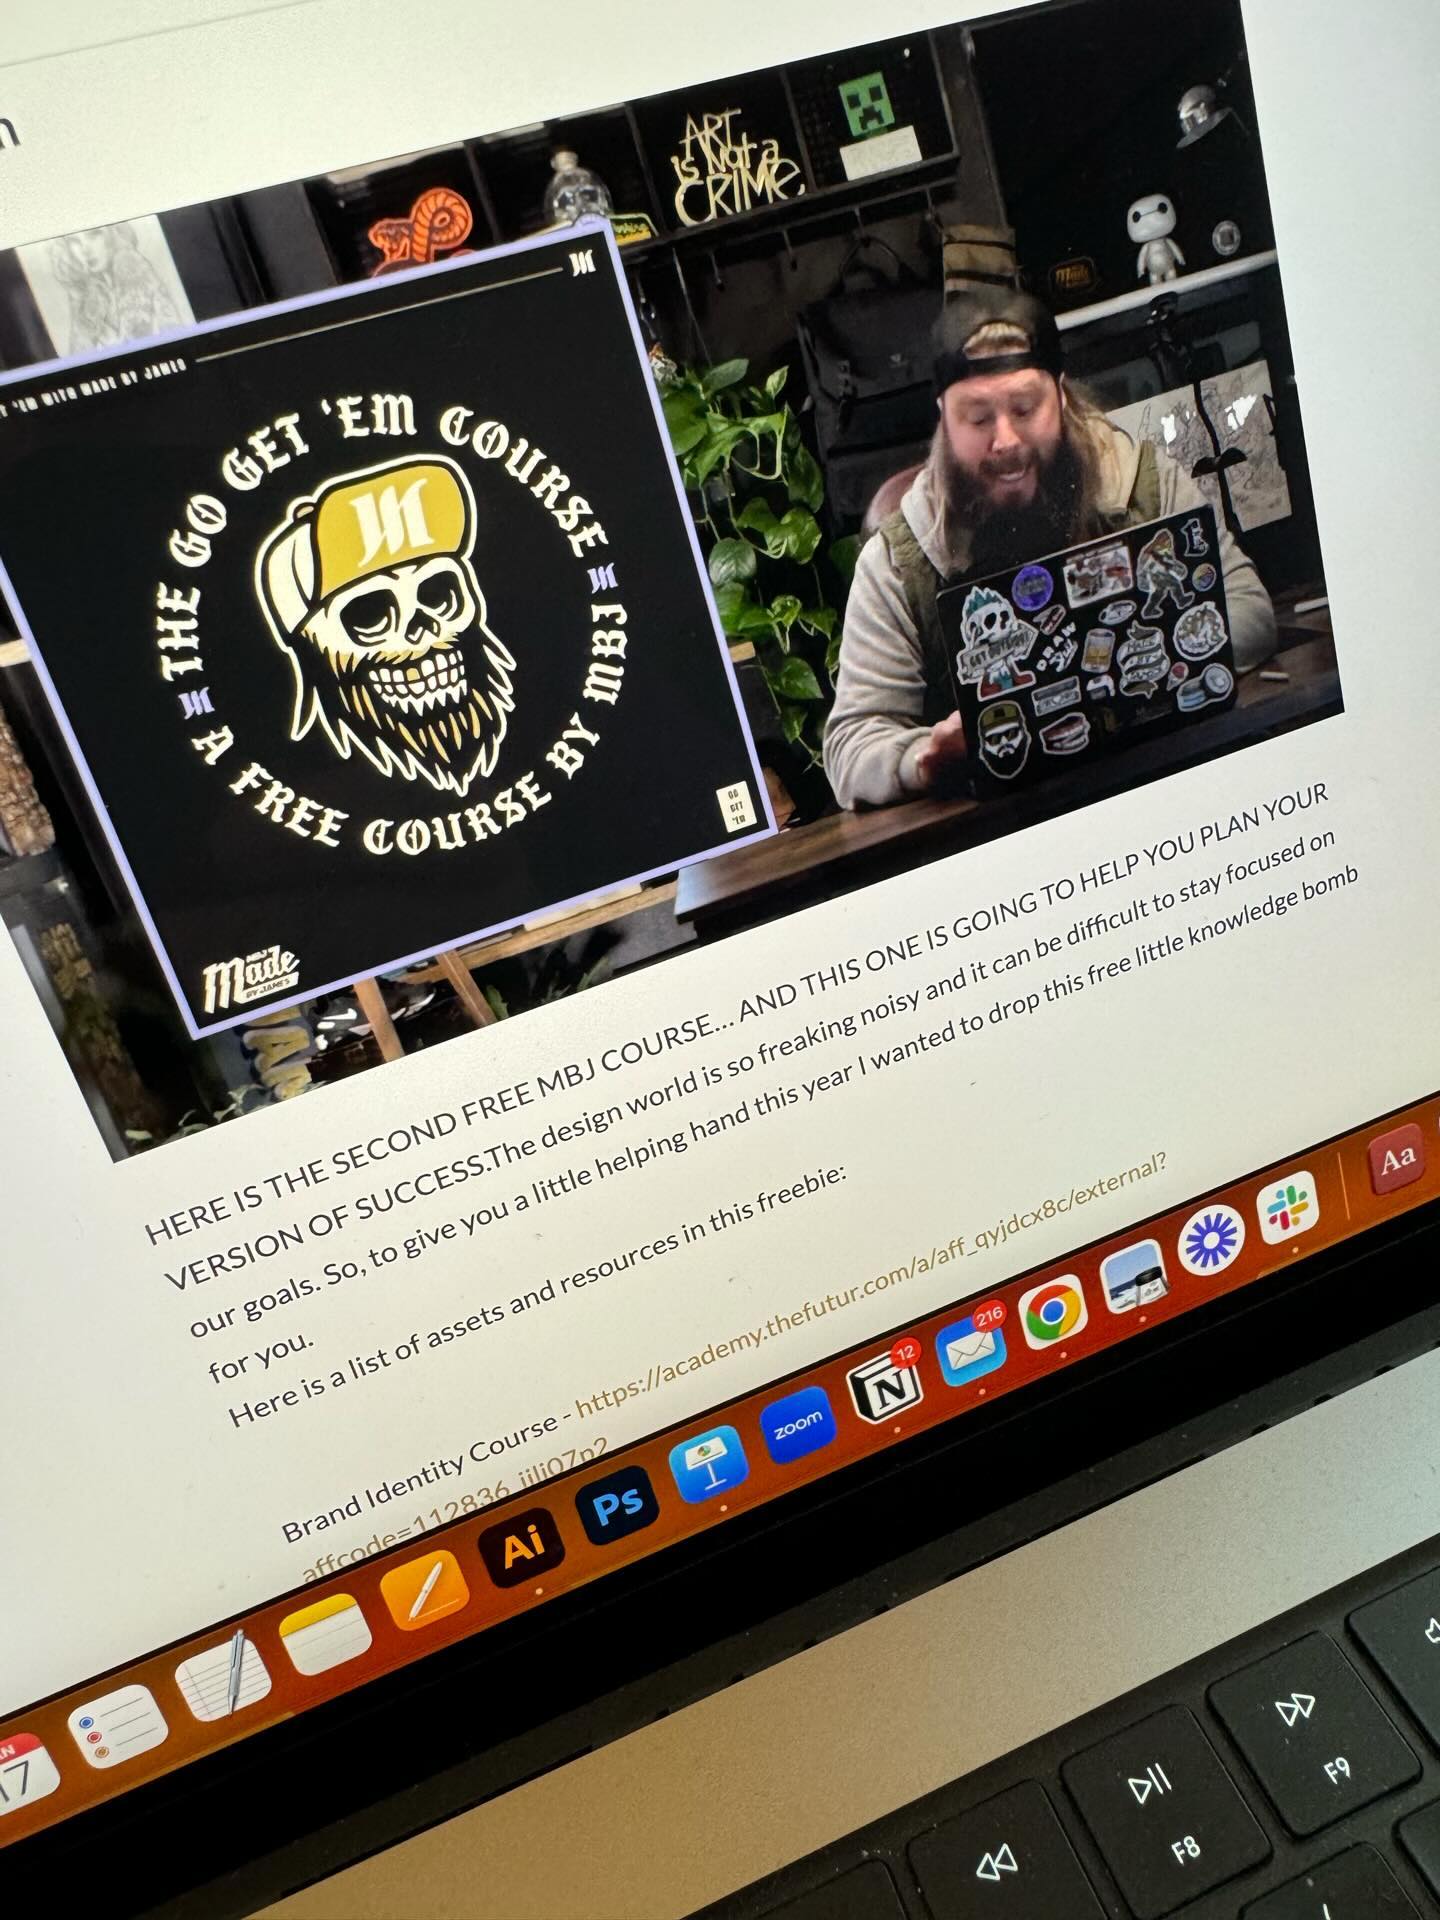 ART
is Not a
CRIME
WITH MADE BY JAMES
THE GO GET 'EM COURSE
A FREE COURSE BY MBJ
GO
GET
'EM
Made
BY JAMES
HERE IS THE SECOND FREE MBJ COURSE... AND THIS ONE IS GOING TO HELP YOU PLAN YOUR
VERSION OF SUCCESS.The design world is so freaking noisy and it can be difficult to stay focused on
our goals. So, to give you a little helping hand this year I wanted to drop this free little knowledge bomb
for you.
Here is a list of assets and resources in this freebie:
Brand Identity Course - https://academy.thefutur.com/a/aff_qyjdcx8c/external?
affcode=112836_
17
Ai
Ps
zoom
N
12
216
Aa
F8
F9